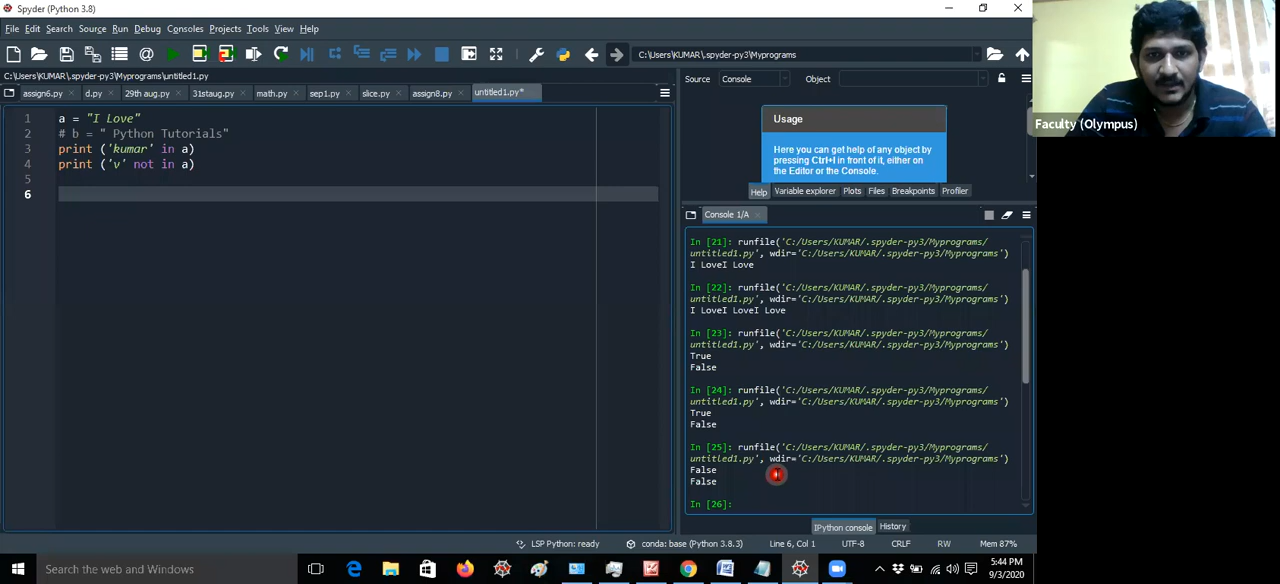 Spyder (Python 3.8)
File Edit Search Source Run Debug Consoles Projects Tools View Help
C:\Users\KUMAR\.spyder-py3\Myprograms
C:\Users\KUMAR\.spyder-py3\Myprograms\untitled1.py
Source Console Object
assign6.py d.py 29th aug.py 31staug.py math.py sep1.py slice.py assign8.py untitled1.py*
1 a = "I Love"
2 # b = " Python Tutorials"
3 print ('kumar' in a)
4 print ('v' not in a)
5
6
Usage
Here you can get help of any object by
pressing Ctrl+I in front of it, either on
the Editor or the Console.
Help Variable explorer Plots Files Breakpoints Profiler
Console 1/A
In [21]: runfile('C:/Users/KUMAR/.spyder-py3/Myprograms/
untitled1.py', wdir='C:/Users/KUMAR/.spyder-py3/Myprograms')
I LoveI Love
In [22]: runfile('C:/Users/KUMAR/.spyder-py3/Myprograms/
untitled1.py', wdir='C:/Users/KUMAR/.spyder-py3/Myprograms')
I LoveI LoveI Love
In [23]: runfile('C:/Users/KUMAR/.spyder-py3/Myprograms/
untitled1.py', wdir='C:/Users/KUMAR/.spyder-py3/Myprograms')
True
False
In [24]: runfile('C:/Users/KUMAR/.spyder-py3/Myprograms/
untitled1.py', wdir='C:/Users/KUMAR/.spyder-py3/Myprograms')
True
False
In [25]: runfile('C:/Users/KUMAR/.spyder-py3/Myprograms/
untitled1.py', wdir='C:/Users/KUMAR/.spyder-py3/Myprograms')
False
False
In [26]:
IPython console History
LSP Python: ready conda: base (Python 3.8.3) Line 6, Col 1 UTF-8 CRLF RW Mem 87%
Search the web and Windows
5:44 PM
9/3/2020
Faculty (Olympus)